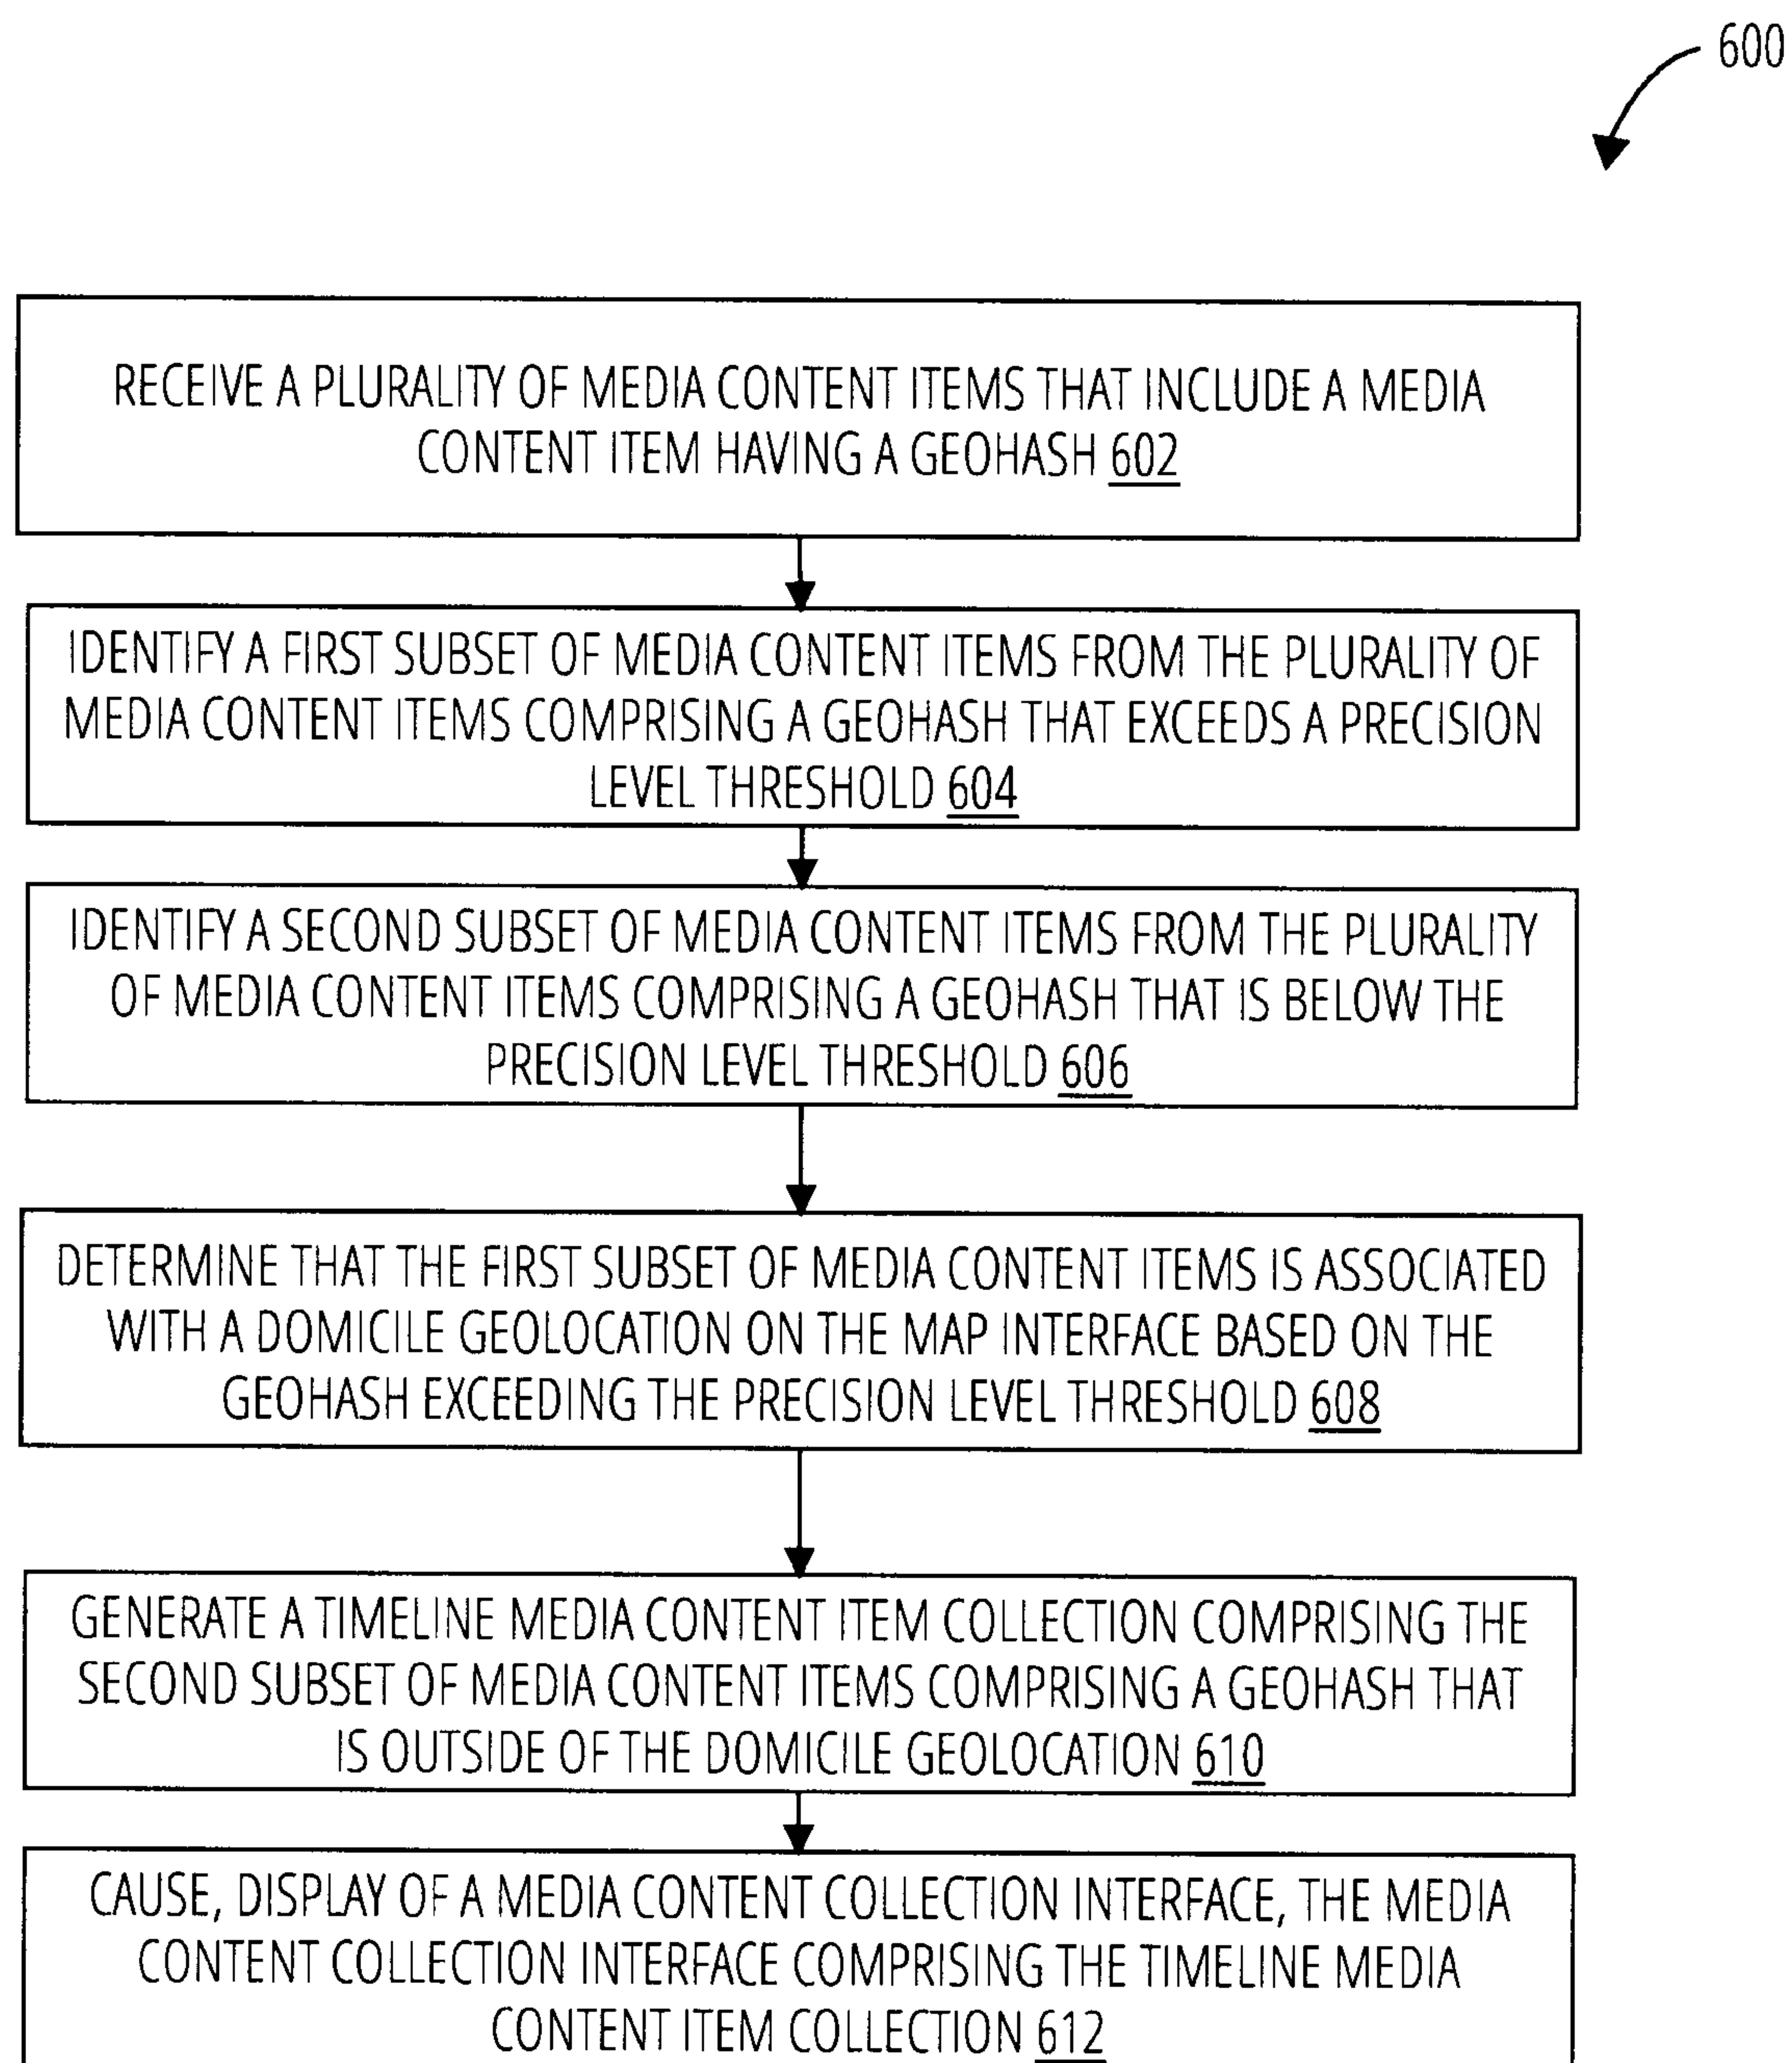 600
RECEIVE A PLURALITY OF MEDIA CONTENT ITEMS THAT INCLUDE A MEDIA
CONTENT ITEM HAVING A GEOHASH 602
IDENTIFY A FIRST SUBSET OF MEDIA CONTENT ITEMS FROM THE PLURALITY OF
MEDIA CONTENT ITEMS COMPRISING A GEOHASH THAT EXCEEDS A PRECISION
LEVEL THRESHOLD 604
IDENTIFY A SECOND SUBSET OF MEDIA CONTENT ITEMS FROM THE PLURALITY
OF MEDIA CONTENT ITEMS COMPRISING A GEOHASH THAT IS BELOW THE
PRECISION LEVEL THRESHOLD 606
DETERMINE THAT THE FIRST SUBSET OF MEDIA CONTENT ITEMS IS ASSOCIATED
WITH A DOMICILE GEOLOCATION ON THE MAP INTERFACE BASED ON THE
GEOHASH EXCEEDING THE PRECISION LEVEL THRESHOLD 608
GENERATE A TIMELINE MEDIA CONTENT ITEM COLLECTION COMPRISING THE
SECOND SUBSET OF MEDIA CONTENT ITEMS COMPRISING A GEOHASH THAT
IS OUTSIDE OF THE DOMICILE GEOLOCATION 610
CAUSE, DISPLAY OF A MEDIA CONTENT COLLECTION INTERFACE, THE MEDIA
CONTENT COLLECTION INTERFACE COMPRISING THE TIMELINE MEDIA
CONTENT ITEM COLLECTION 612